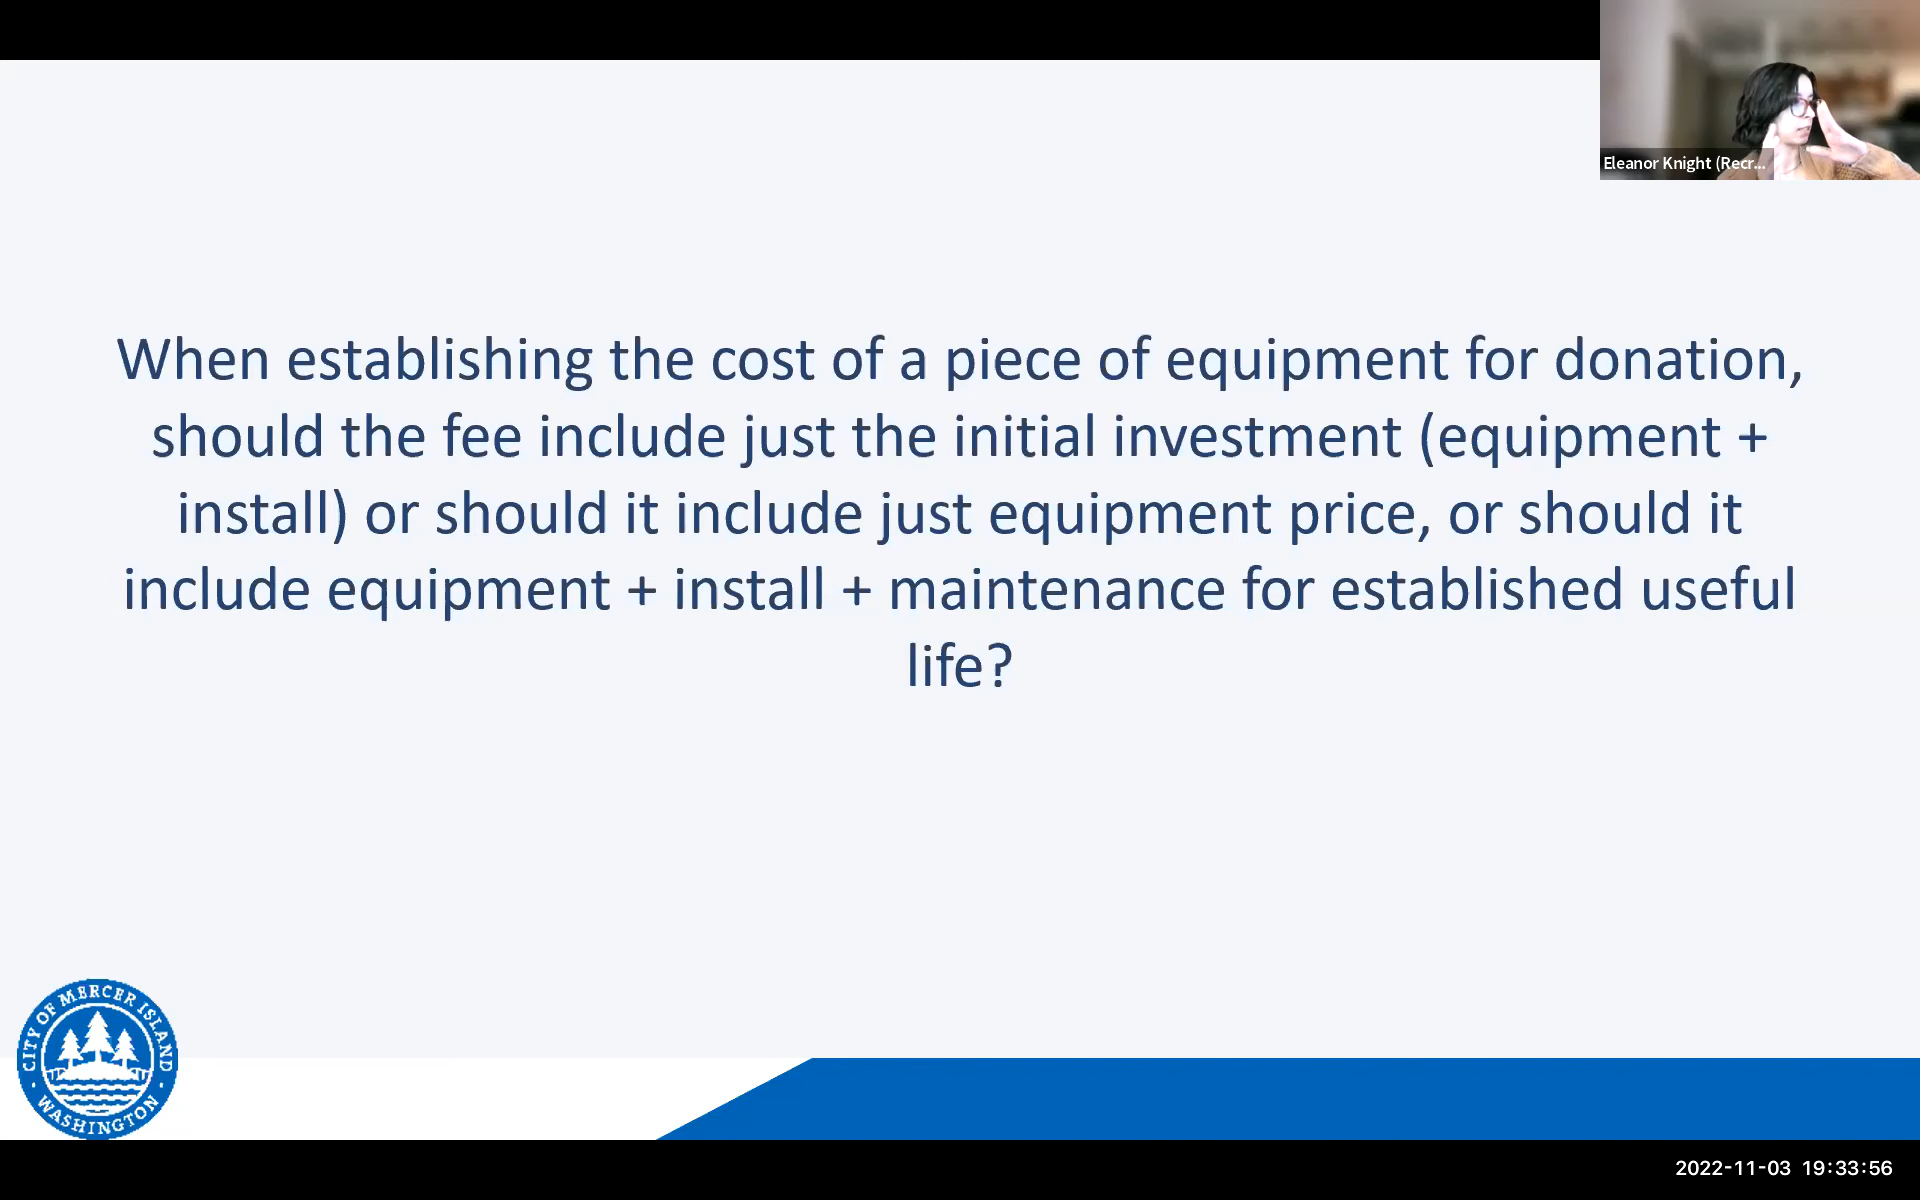 Eleanor Knight (Recr...
When establishing the cost of a piece of equipment for donation,
should the fee include just the initial investment (equipment +
install) or should it include just equipment price, or should it
include equipment + install + maintenance for established useful
life?
CITY OF MERCER ISLAND
WASHINGTON
2022-11-03 19:33:56